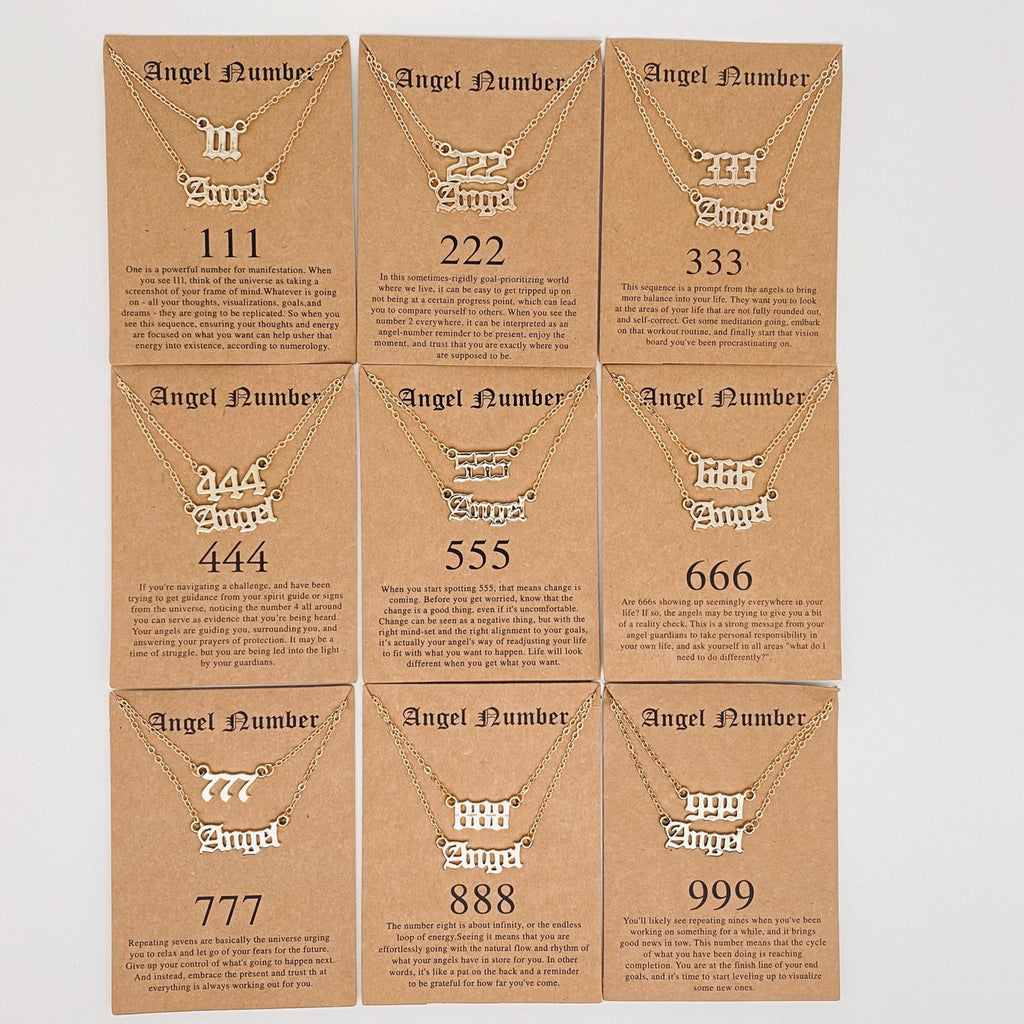 Angel Number
111
Angel
111
One is a powerful number for manifestation. When
you see 111, think of the universe as taking a
screenshot of your frame of mind.Whatever is going
on - all your thoughts, visualizations, goals,and
dreams - they are going to be replicated. So when you
see this sequence, ensuring your thoughts and energy
are focused on what you want can help usher that
energy into existence, according to numerology.
Angel Number
222
Angel
222
In this sometimes-rigidly goal-prioritizing world
where we live, it can be easy to get tripped up on
not being at a certain progress point, which can lead
you to compare yourself to others. When you see the
number 2 everywhere, it can be interpreted as an
angel-number reminder to be present, enjoy the
moment, and trust that you are exactly where you
are supposed to be.
Angel Number
333
Angel
333
This sequence is a prompt from the angels to bring
more balance into your life. They want you to look
at the areas of your life that are not fully rounded out,
and self-correct. Get some meditation going, emlbark
on that workout routine, and finally start that vision
board you've been procrastinating on.
Angel Number
444
Angel
444
If you're navigating a challenge, and have been
trying to get guidance from your spirit guide or signs
from the universe, noticing the number 4 all around
you can serve as evidence that you're being heard.
Your angels are guiding you, surrounding you, and
answering your prayers of protection. It may be a
time of struggle, but you are being led into the light
by your guardians.
Angel Number
555
Angel
555
When you start spotting 555, that means change is
coming. Before you get worried, know that the
change is a good thing, even if it's uncomfortable.
Change can be seen as a negative thing, but with the
right mind-set and the right alignment to your goals,
it's actually your angel's way of readjusting your life
to fit with what you want to happen. Life will look
different when you get what you want.
Angel Number
666
Angel
666
Are 666s showing up seemingly everywhere in your
life? If so, the angels may be trying to give you a bit
of a reality check. This is a strong message from your
angel guardians to take personal responsibility in
your own life, and ask yourself in all areas "what do I
need to do differently?".
Angel Number
777
Angel
777
Repeating sevens are basically the universe urging
you to relax and let go of your fears for the future.
Give up your control of what's going to happen next.
And instead, embrace the present and trust th at
everything is always working out for you.
Angel Number
888
Angel
888
The number eight is about infinity, or the endless
loop of energy.Seeing it means that you are
effortlessly going with the natural flow and rhythm of
what your angels have in store for you. In other
words, it's like a pat on the back and a reminder
to be grateful for how far you've come.
Angel Number
999
Angel
999
You'll likely see repeating nines when you've been
working on something for a while, and it brings
good news in tow. This number means that the cycle
of what you have been doing is reaching
completion. You are at the finish line of your end
goals, and it's time to start leveling up to visualize
some new ones.